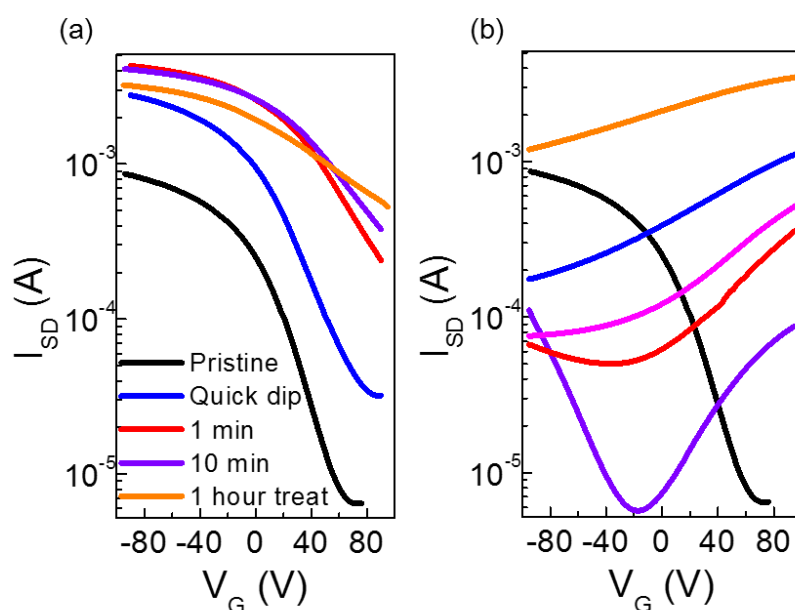 (a)
I_SD (A)
10^-3
10^-4
10^-5
Pristine
Quick dip
1 min
10 min
1 hour treat
-80 -40 0 40 80
V_G (V)
(b)
I_SD (A)
10^-3
10^-4
10^-5
-80 -40 0 40 80
V_G (V)